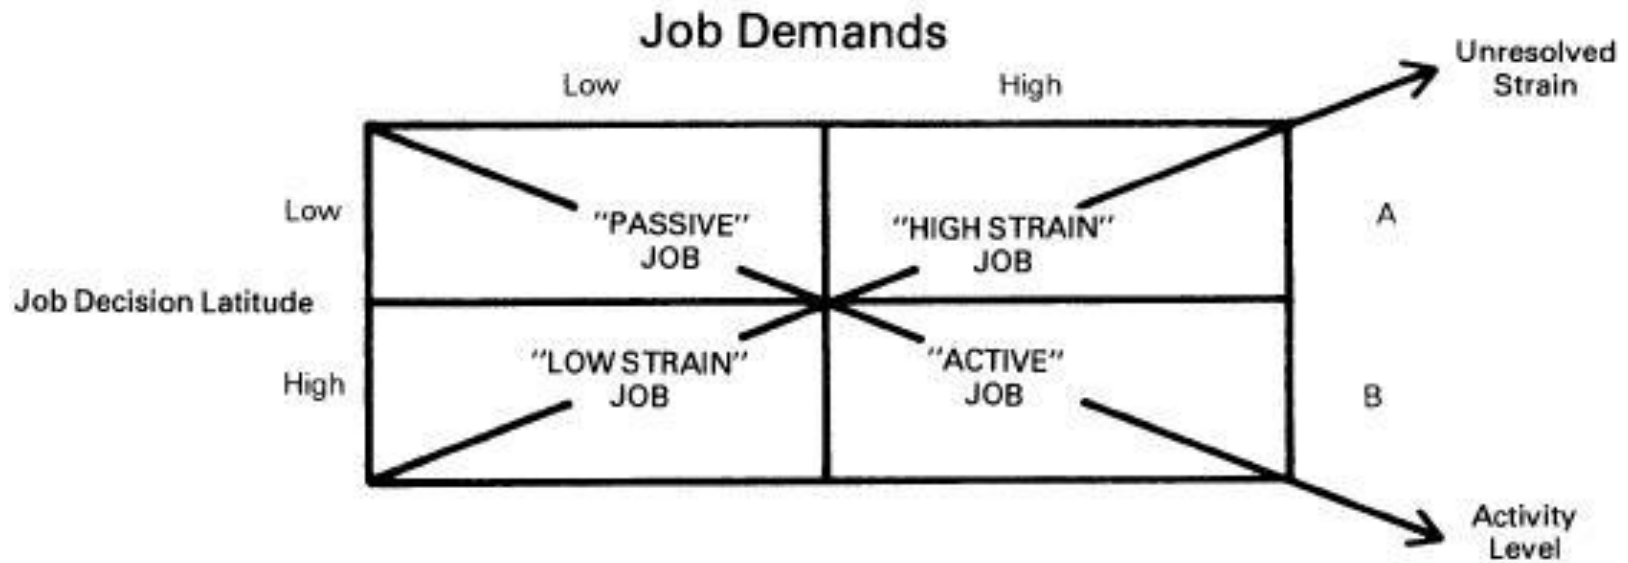 Job Demands
Low
High
Unresolved
Strain
Low
"PASSIVE"
JOB
"HIGH STRAIN"
JOB
A
Job Decision Latitude
High
"LOW STRAIN"
JOB
"ACTIVE"
JOB
B
Activity
Level